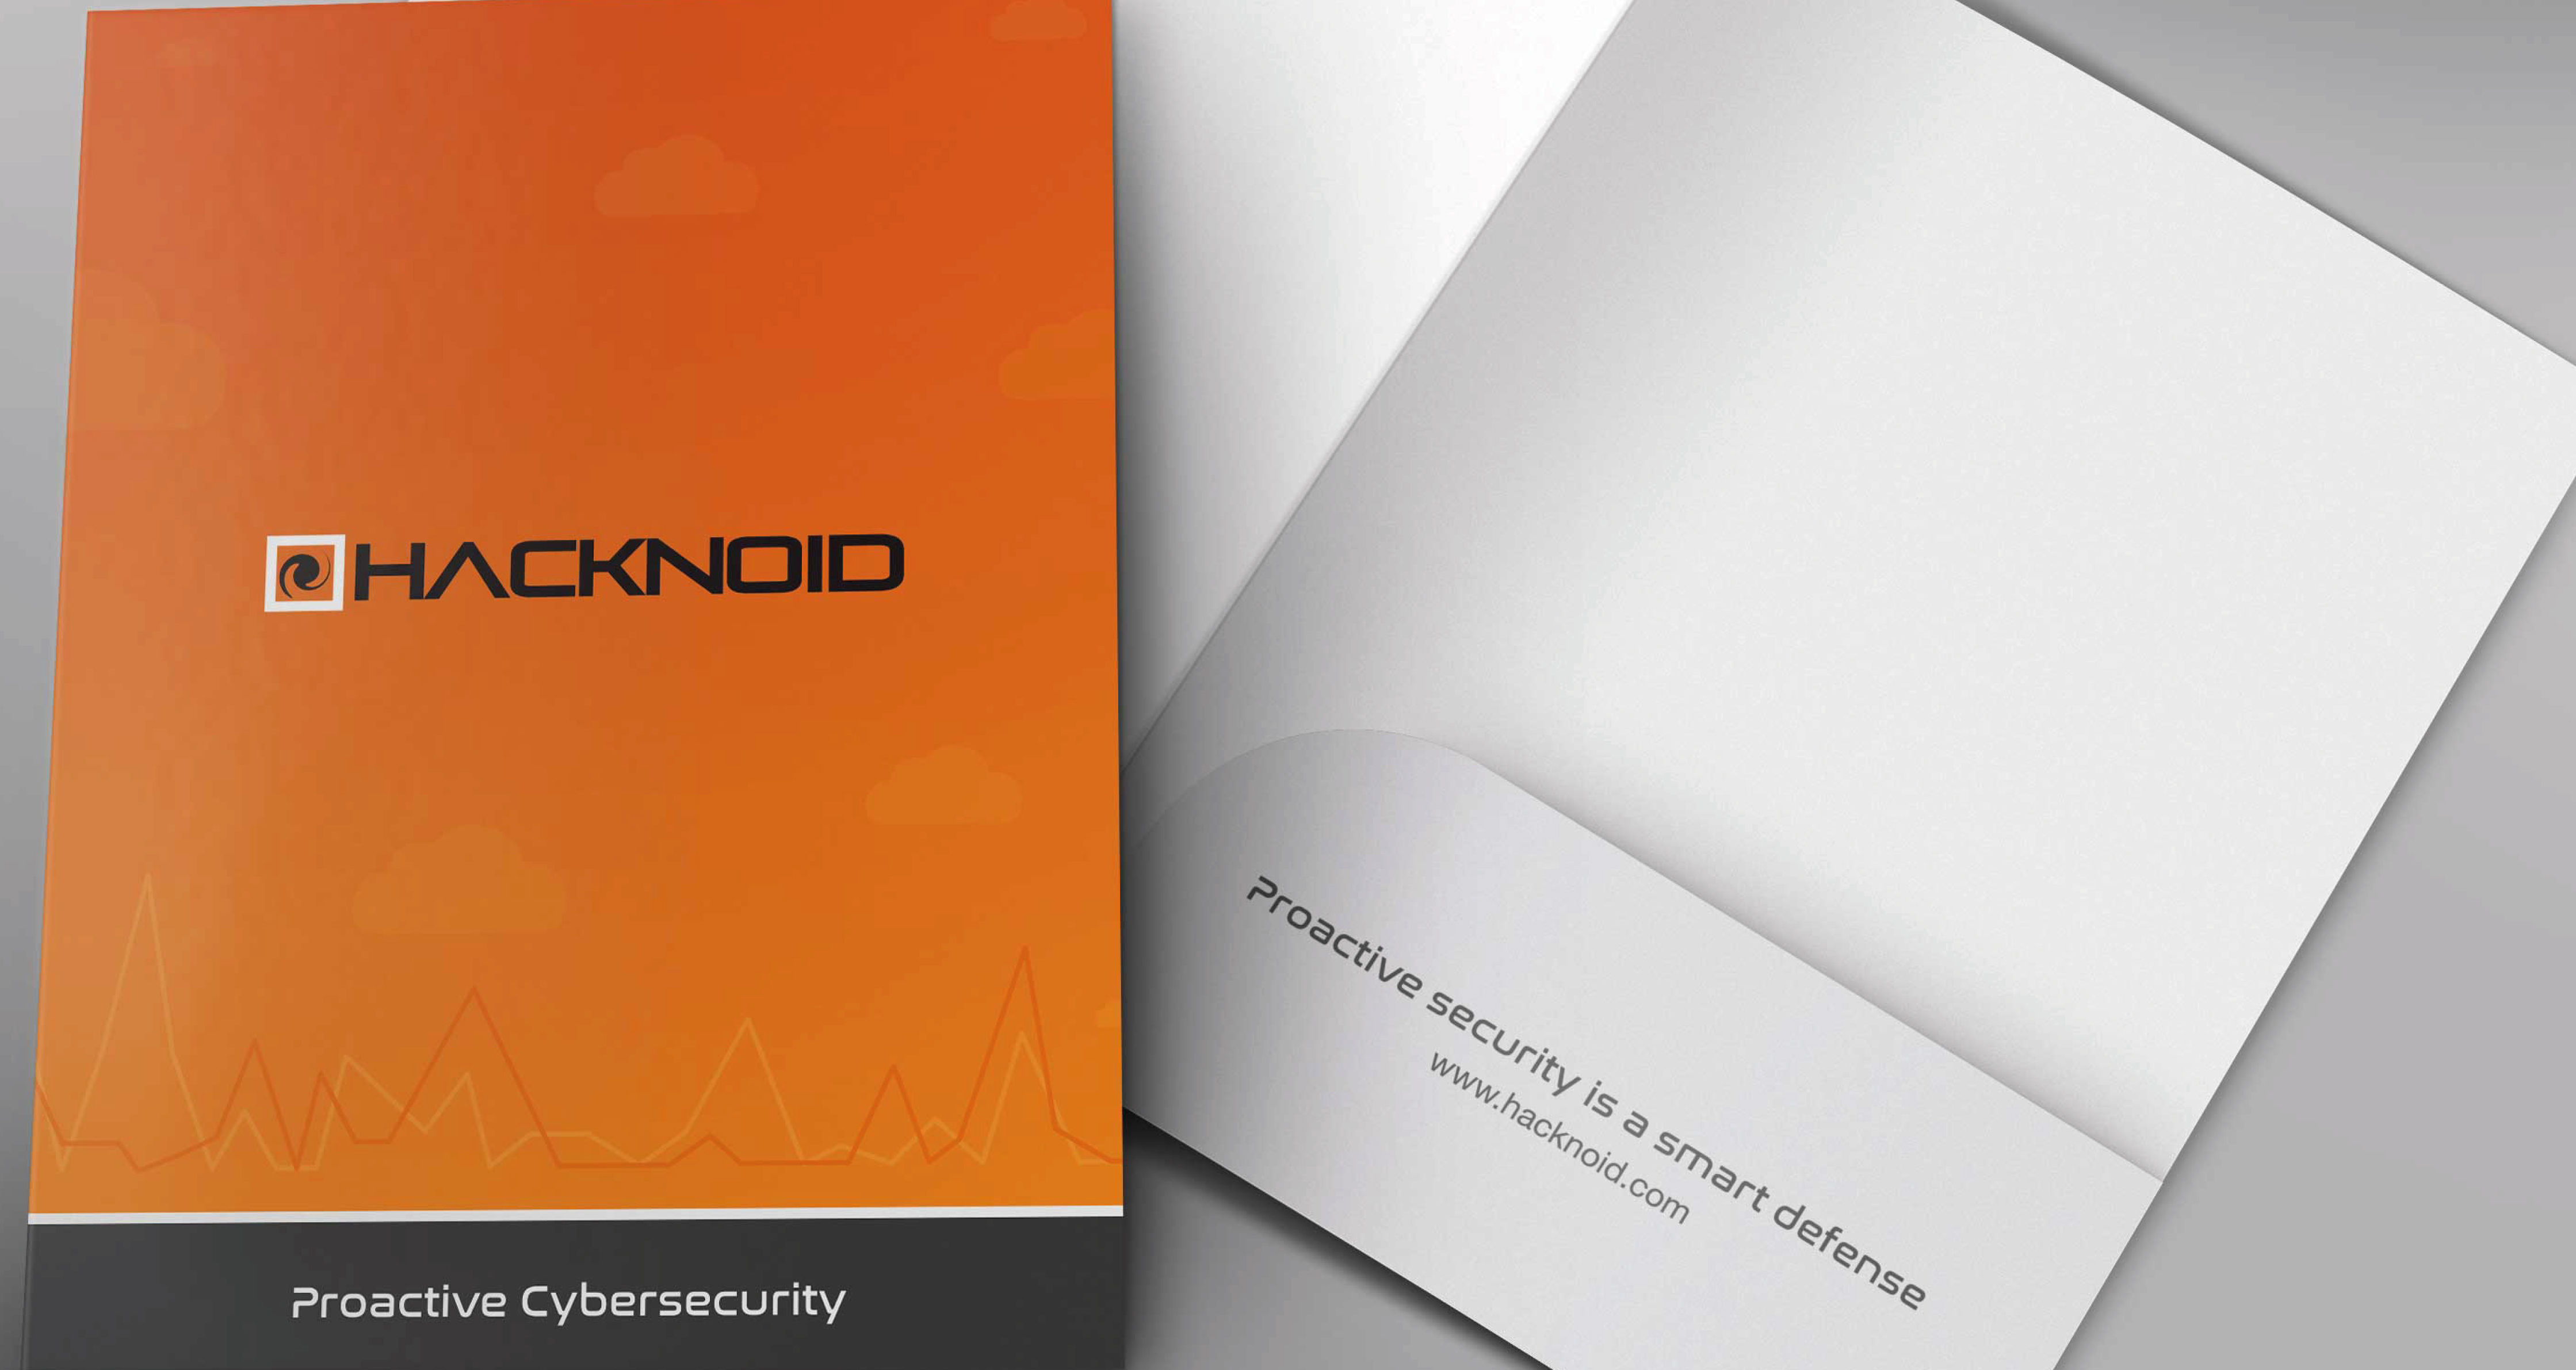 HACKNOID
Proactive Cybersecurity
Proactive security is a smart defense
www.hacknoid.com